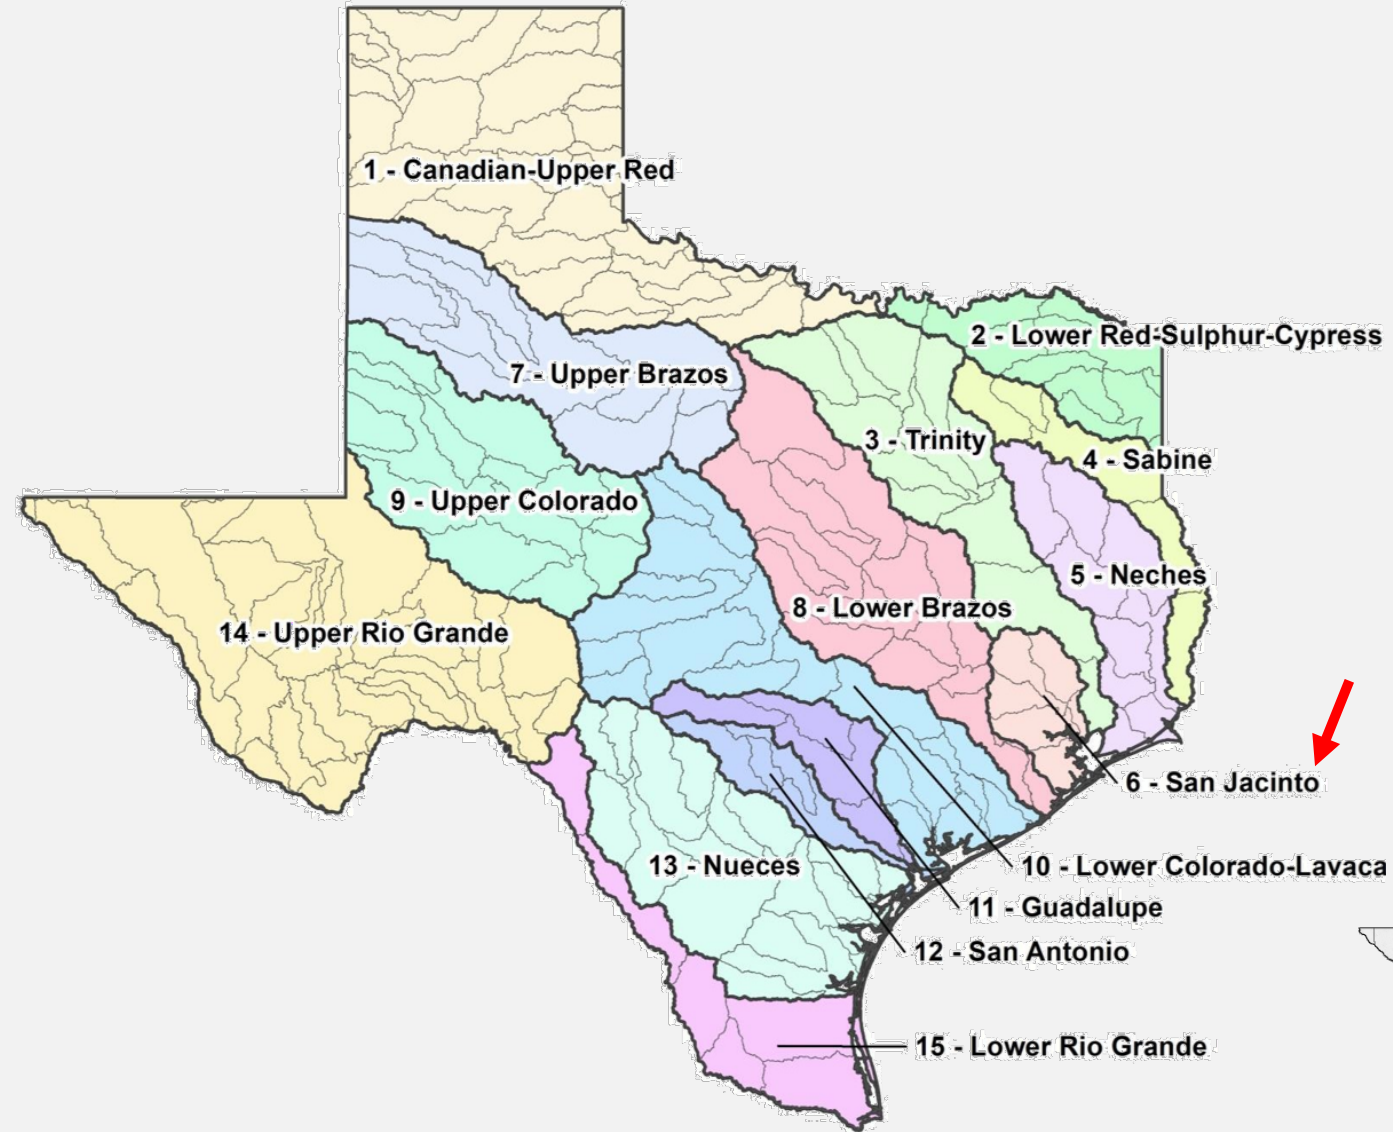 1 - Canadian-Upper Red
2 - Lower Red-Sulphur-Cypress
7 - Upper Brazos
3 - Trinity
4 - Sabine
9 - Upper Colorado
5 - Neches
8 - Lower Brazos
14 - Upper Rio Grande
6 - San Jacinto
13 - Nueces
10 - Lower Colorado-Lavaca
11 - Guadalupe
12 - San Antonio
15 - Lower Rio Grande